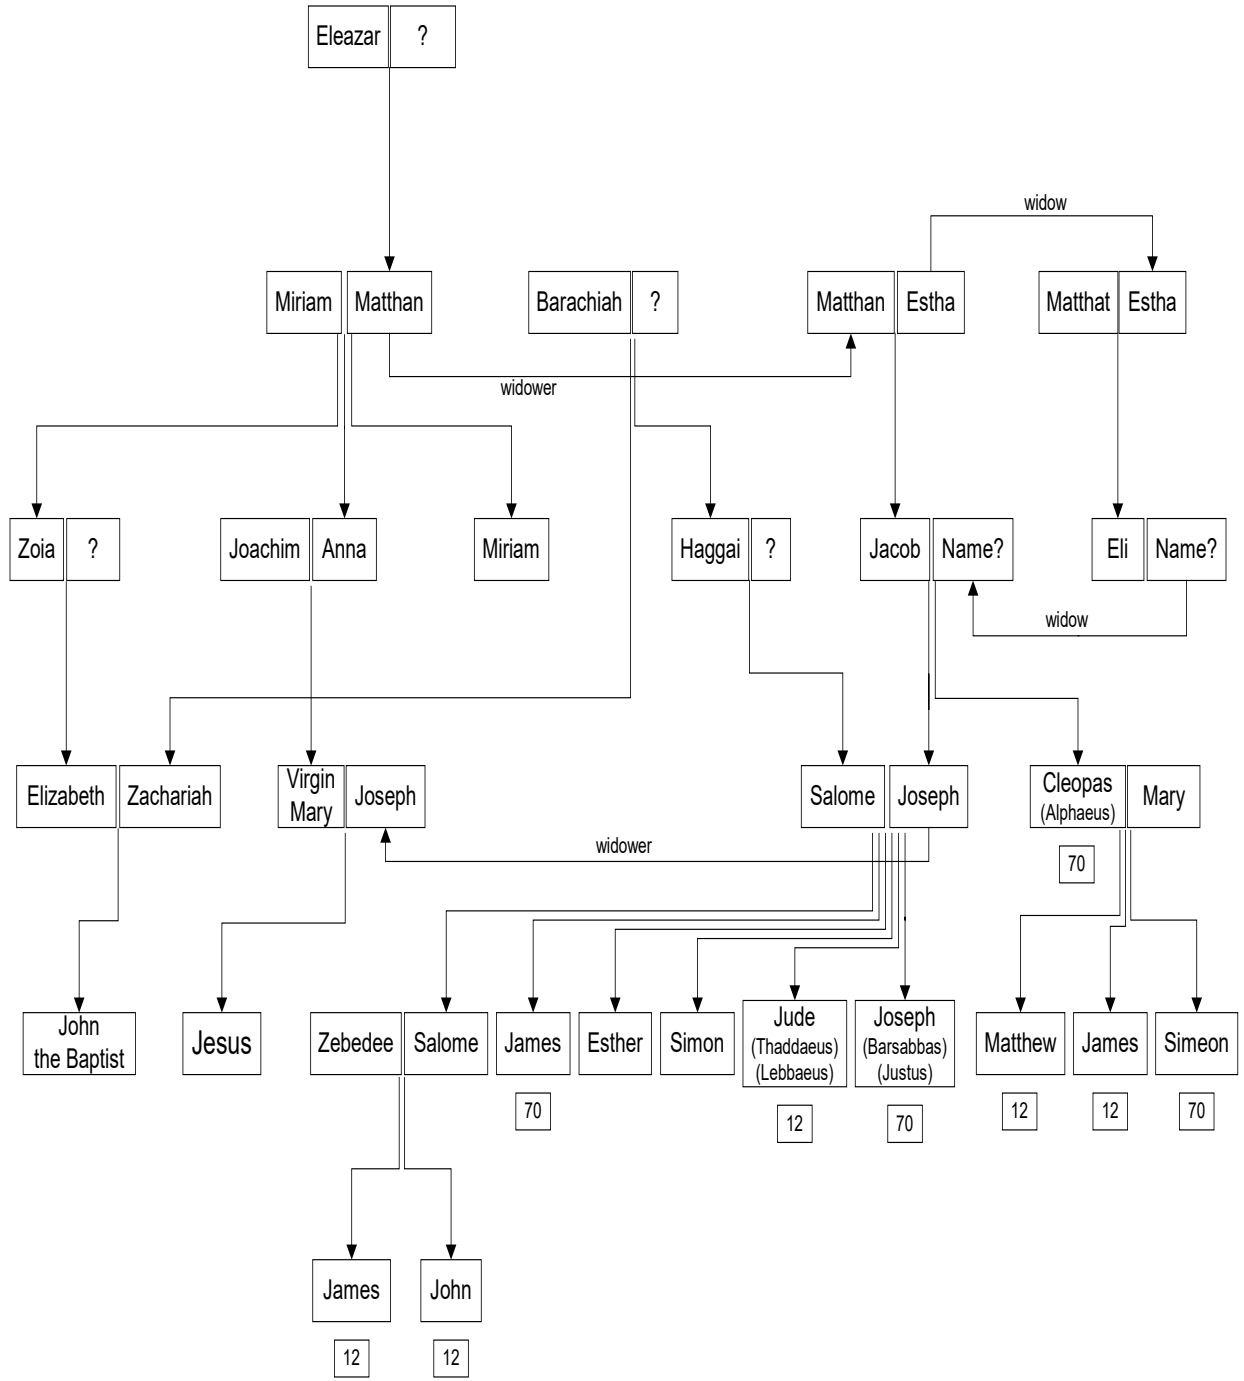 Eleazar
?
widow
Miriam
Matthan
Barachiah
?
Matthan
Estha
Matthat
Estha
widower
Zoia
?
Joachim
Anna
Miriam
Haggai
?
Jacob
Name?
Eli
Name?
widow
Elizabeth
Zachariah
Virgin
Mary
Joseph
Salome
Joseph
Cleopas
(Alphaeus)
Mary
widower
70
John
the Baptist
Jesus
Zebedee
Salome
James
Esther
Simon
Jude
(Thaddaeus)
(Lebbaeus)
Joseph
(Barsabbas)
(Justus)
Matthew
James
Simeon
70
12
70
12
12
70
James
John
12
12